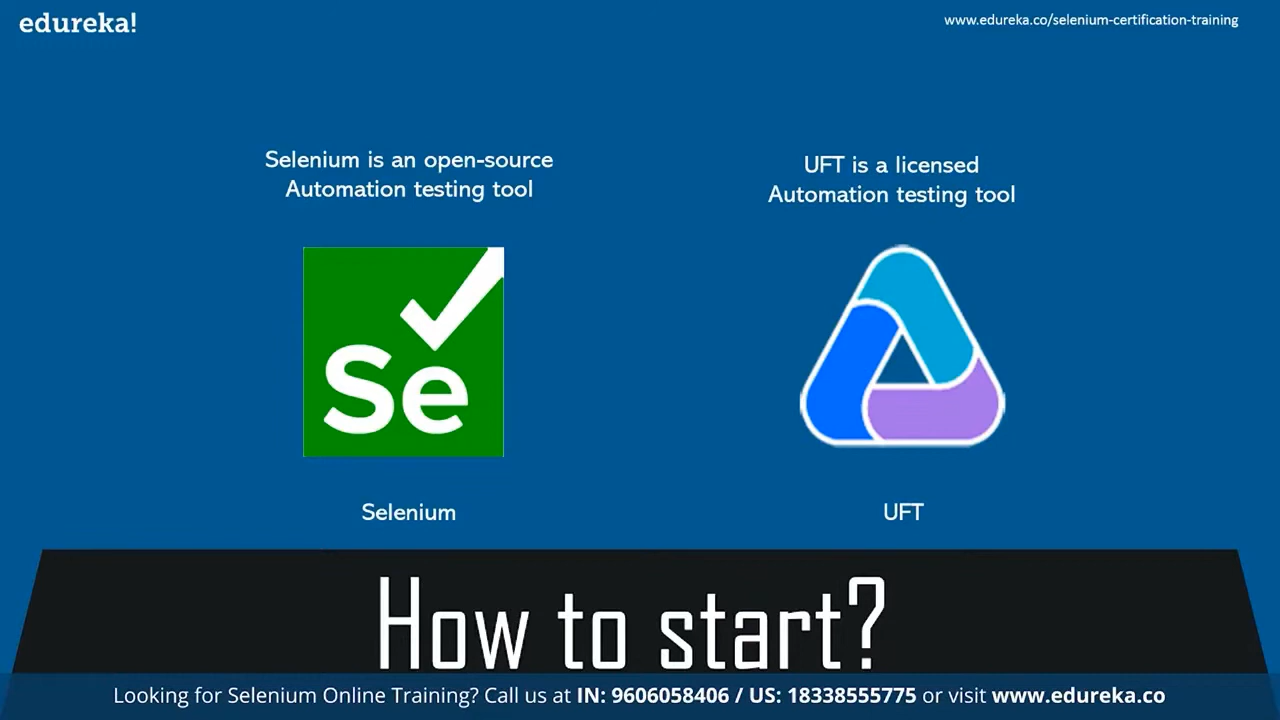 edureka!
www.edureka.co/selenium-certification-training
Selenium is an open-source
Automation testing tool
UFT is a licensed
Automation testing tool
Se
Selenium
UFT
How to start?
Looking for Selenium Online Training? Call us at IN: 9606058406 / US: 18338555775 or visit www.edureka.co